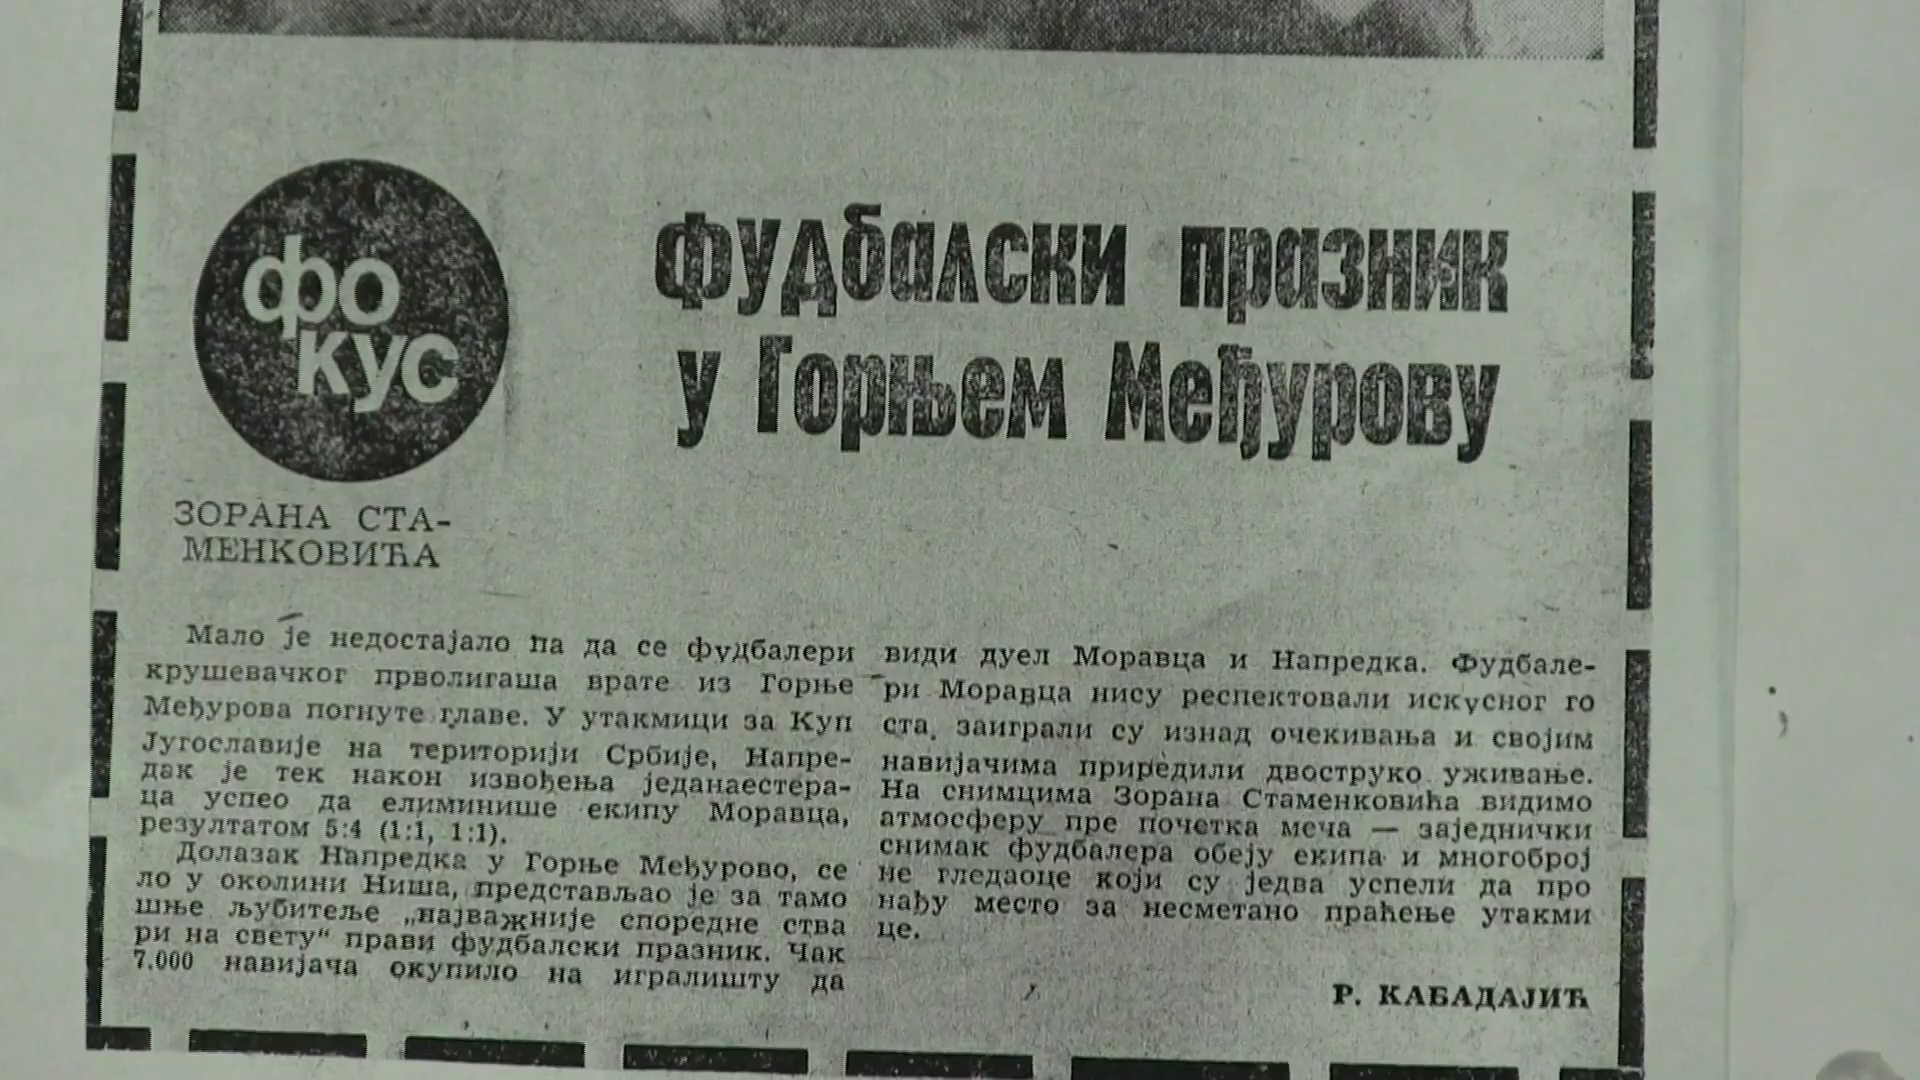 фо
кус
ЗОРАНА СТА-
МЕНКОВИЋА
Фудбалски празник
у Горњем Међурову
Мало је недостајало па да се фудбалери
крушевачког прволигаша врате из Горње
Међурова погнуте главе. У утакмици за Куп
Југославије на територији Србије, Напре-
дак је тек након извођења једанаестера-
ца успео да елиминише екипу Моравца,
резултатом 5:4 (1:1, 1:1).
Долазак Напредка у Горње Међурово, се
ло у околини Ниша, представљао је за тамо
шње љубитеље „најважније споредне ства
ри на свету“ прави фудбалски празник. Чак
7.000 навијача окупило на игралишту да
види дуел Моравца и Напредка. Фудбале-
ри Моравца нису респектовали искусног го
ста, заиграли су изнад очекивања и својим
навијачима приредили двоструко уживање.
На снимцима Зорана Стаменковића видимо
атмосферу пре почетка меча — заједнички
снимак фудбалера обеју екипа и многоброј
не гледаоце који су једва успели да про
нађу место за несметано праћење утакми
це.
Р. КАБАДАЈИЋ